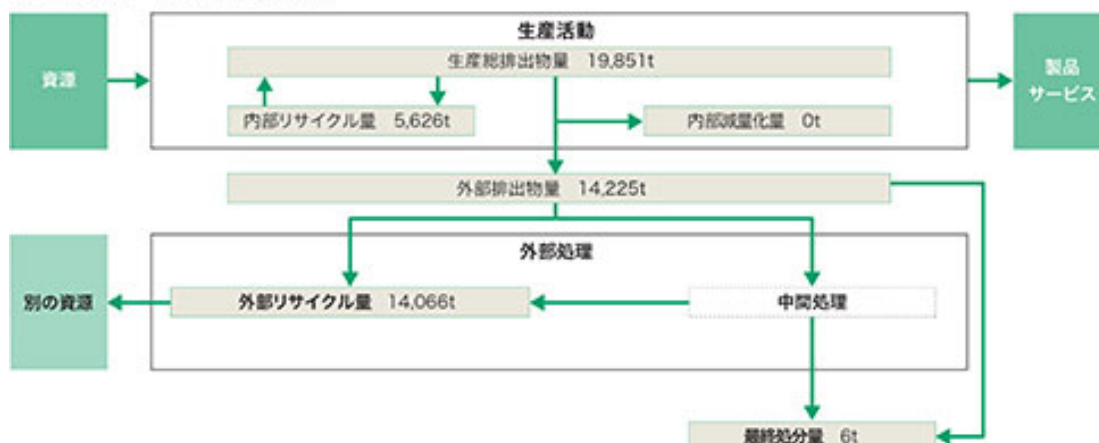 生産活動
生産総排出物量 19,851t
資源
製品
サービス
内部リサイクル量 5,626t
内部減量化量 0t
外部排出物量 14,225t
外部処理
別の資源
外部リサイクル量 14,066t
中間処理
最終処分量 6t